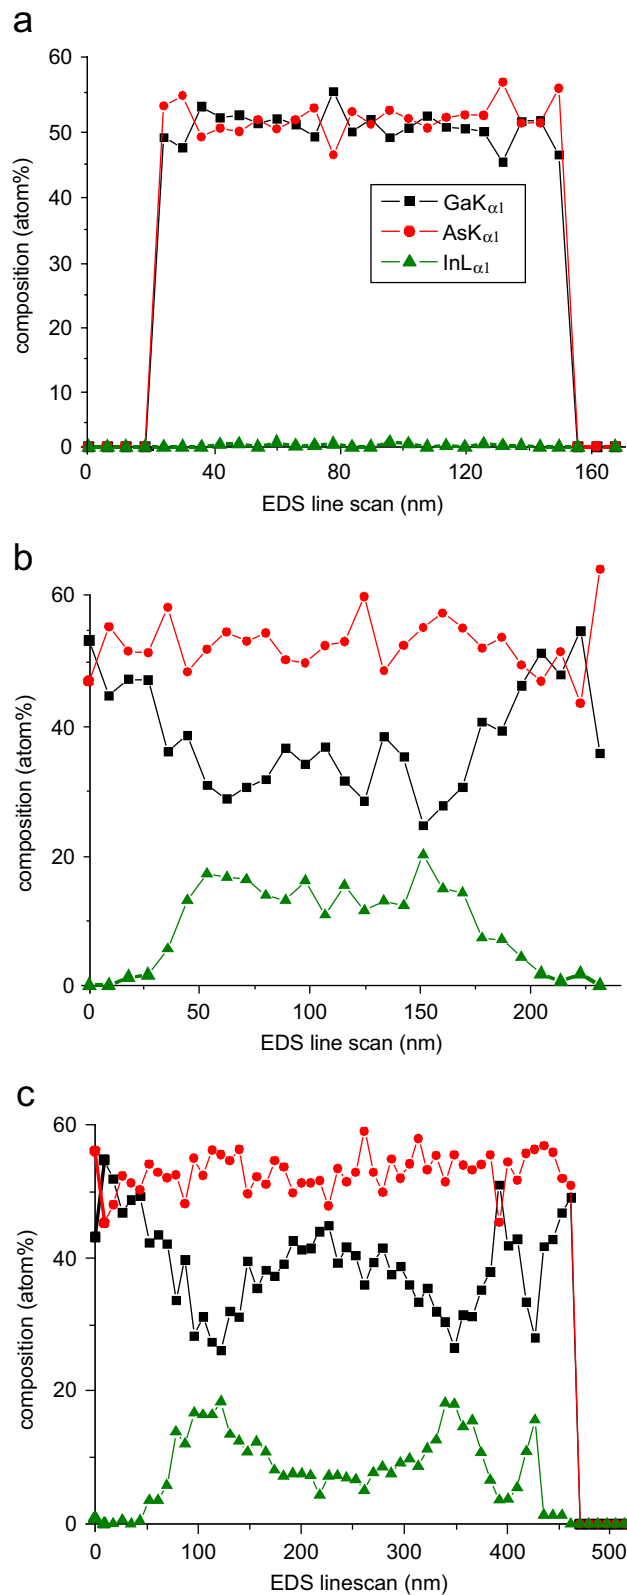 a
60
50
40
30
20
10
0
composition (atom%)
GaKα1
AsKα1
InLα1
0 40 80 120 160
EDS line scan (nm)
b
60
40
20
0
composition (atom%)
0 50 100 150 200
EDS line scan (nm)
c
60
40
20
0
composition (atom%)
0 100 200 300 400 500
EDS linescan (nm)